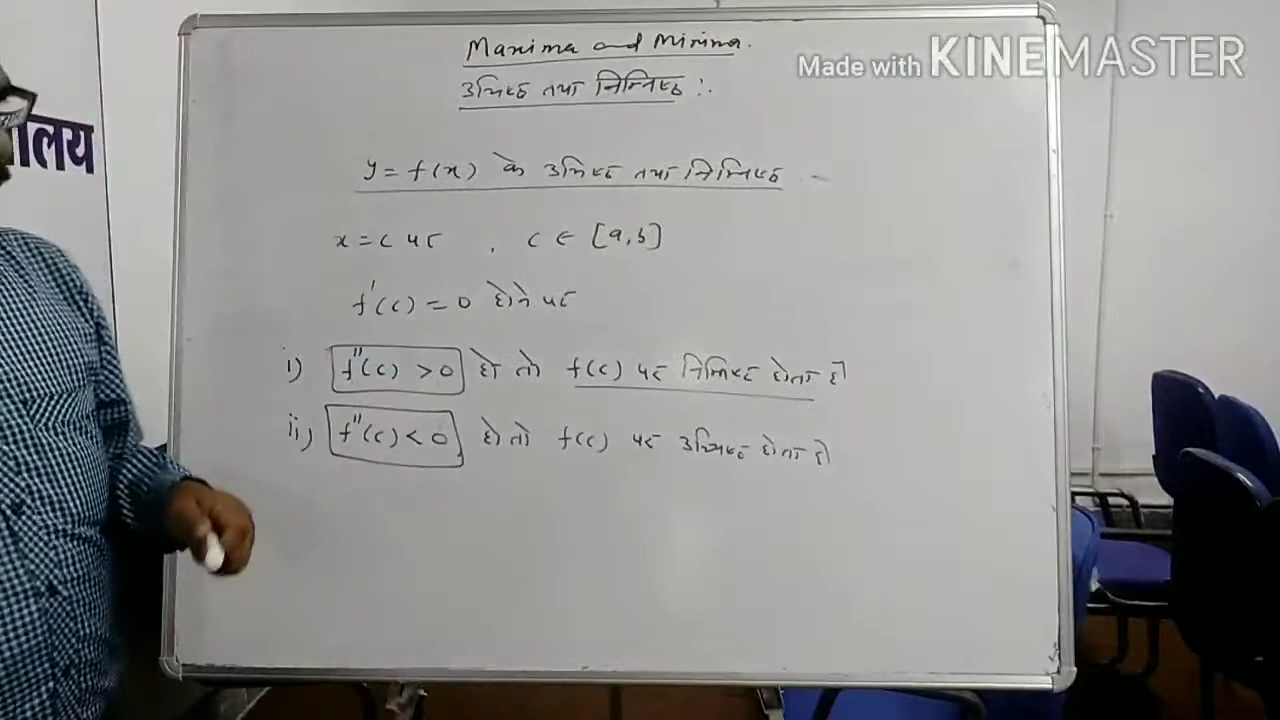 Made with KINEMASTER
Maxima and Minima.
उच्चिष्ठ तथा निम्निष्ठ :.
ालय
y = f(x) के उच्चिष्ठ तथा निम्निष्ठ –
x = c पर , c ∈ [a, b]
f'(c) = 0 होने पर
i) f''(c) > 0 हो तो f(c) पर निम्निष्ठ होता है
ii) f''(c) < 0 हो तो f(c) पर उच्चिष्ठ होता है